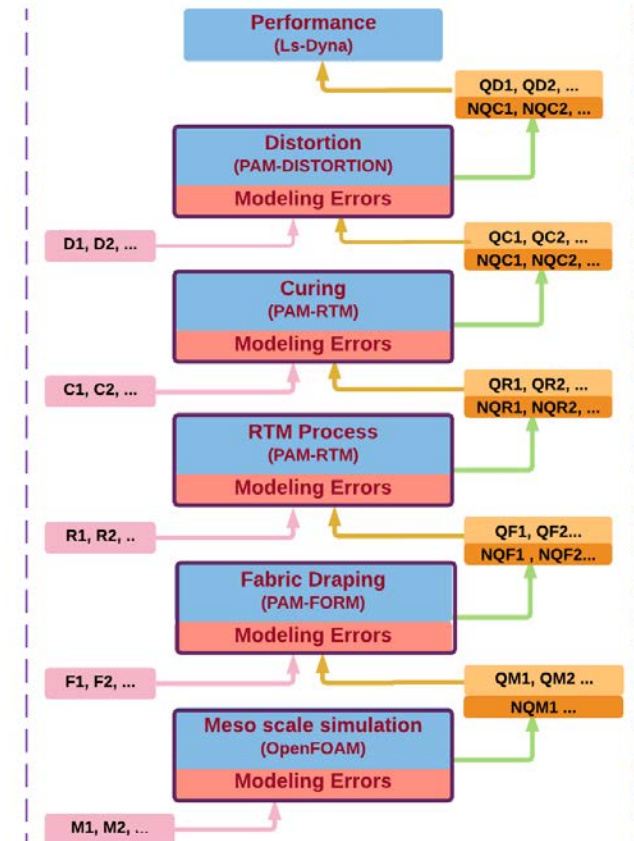 Performance
(Ls-Dyna)
QD1, QD2, ...
NQC1, NQC2, ...
Distortion
(PAM-DISTORTION)
Modeling Errors
D1, D2, ...
QC1, QC2, ...
NQC1, NQC2, ...
Curing
(PAM-RTM)
Modeling Errors
C1, C2, ...
QR1, QR2, ...
NQR1, NQR2, ...
RTM Process
(PAM-RTM)
Modeling Errors
R1, R2, ..
QF1, QF2...
NQF1 , NQF2...
Fabric Draping
(PAM-FORM)
Modeling Errors
F1, F2, ...
QM1, QM2 ...
NQM1 ...
Meso scale simulation
(OpenFOAM)
Modeling Errors
M1, M2, ...